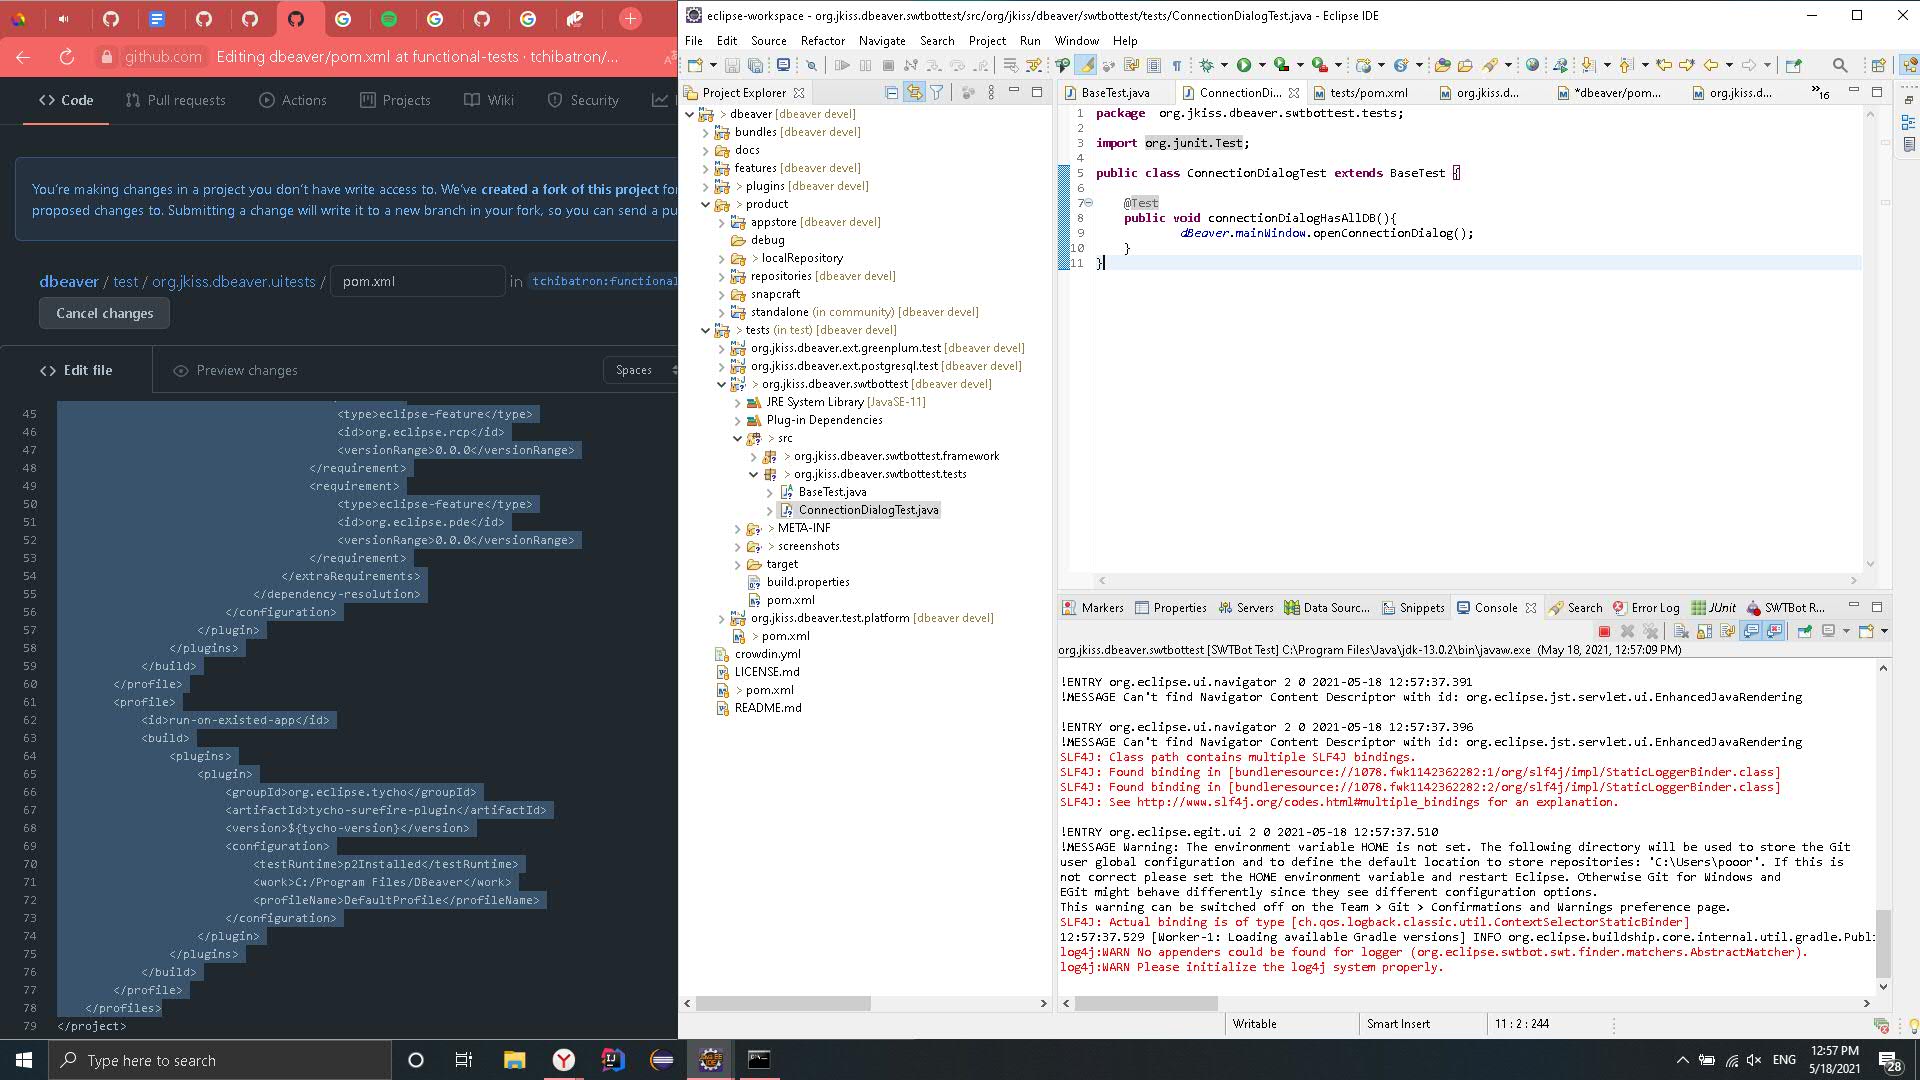 github.com Editing dbeaver/pom.xml at functional-tests · tchibatron/...
Code Pull requests Actions Projects Wiki Security
You're making changes in a project you don't have write access to. We've created a fork of this project for
proposed changes to. Submitting a change will write it to a new branch in your fork, so you can send a pu
dbeaver / test / org.jkiss.dbeaver.uitests / pom.xml in tchibatron:functional
Cancel changes
Edit file Preview changes Spaces
45 <type>eclipse-feature</type>
46 <id>org.eclipse.rcp</id>
47 <versionRange>0.0.0</versionRange>
48 </requirement>
49 <requirement>
50 <type>eclipse-feature</type>
51 <id>org.eclipse.pde</id>
52 <versionRange>0.0.0</versionRange>
53 </requirement>
54 </extraRequirements>
55 </dependency-resolution>
56 </configuration>
57 </plugin>
58 </plugins>
59 </build>
60 </profile>
61 <profile>
62 <id>run-on-existed-app</id>
63 <build>
64 <plugins>
65 <plugin>
66 <groupId>org.eclipse.tycho</groupId>
67 <artifactId>tycho-surefire-plugin</artifactId>
68 <version>${tycho-version}</version>
69 <configuration>
70 <testRuntime>p2Installed</testRuntime>
71 <work>C:/Program Files/DBeaver</work>
72 <profileName>DefaultProfile</profileName>
73 </configuration>
74 </plugin>
75 </plugins>
76 </build>
77 </profile>
78 </profiles>
79 </project>
eclipse-workspace - org.jkiss.dbeaver.swtbottest/src/org/jkiss/dbeaver/swtbottest/tests/ConnectionDialogTest.java - Eclipse IDE
File Edit Source Refactor Navigate Search Project Run Window Help
Project Explorer
> dbeaver [dbeaver devel]
bundles [dbeaver devel]
docs
features [dbeaver devel]
> plugins [dbeaver devel]
> product
appstore [dbeaver devel]
debug
> localRepository
repositories [dbeaver devel]
snapcraft
standalone (in community) [dbeaver devel]
> tests (in test) [dbeaver devel]
org.jkiss.dbeaver.ext.greenplum.test [dbeaver devel]
org.jkiss.dbeaver.ext.postgresql.test [dbeaver devel]
> org.jkiss.dbeaver.swtbottest [dbeaver devel]
JRE System Library [JavaSE-11]
Plug-in Dependencies
> src
> org.jkiss.dbeaver.swtbottest.framework
> org.jkiss.dbeaver.swtbottest.tests
BaseTest.java
ConnectionDialogTest.java
> META-INF
> screenshots
target
build.properties
pom.xml
org.jkiss.dbeaver.test.platform [dbeaver devel]
> pom.xml
crowdin.yml
LICENSE.md
> pom.xml
README.md
BaseTest.java ConnectionDi... tests/pom.xml org.jkiss.d... *dbeaver/pom... org.jkiss.d... »16
1 package org.jkiss.dbeaver.swtbottest.tests;
2
3 import org.junit.Test;
4
5 public class ConnectionDialogTest extends BaseTest {
6
7 @Test
8 public void connectionDialogHasAllDB(){
9 dBeaver.mainWindow.openConnectionDialog();
10 }
11 }
Markers Properties Servers Data Sourc... Snippets Console Search Error Log JUnit SWTBot R...
org.jkiss.dbeaver.swtbottest [SWTBot Test] C:\Program Files\Java\jdk-13.0.2\bin\javaw.exe (May 18, 2021, 12:57:09 PM)
!ENTRY org.eclipse.ui.navigator 2 0 2021-05-18 12:57:37.391
!MESSAGE Can't find Navigator Content Descriptor with id: org.eclipse.jst.servlet.ui.EnhancedJavaRendering
!ENTRY org.eclipse.ui.navigator 2 0 2021-05-18 12:57:37.396
!MESSAGE Can't find Navigator Content Descriptor with id: org.eclipse.jst.servlet.ui.EnhancedJavaRendering
SLF4J: Class path contains multiple SLF4J bindings.
SLF4J: Found binding in [bundleresource://1078.fwk1142362282:1/org/slf4j/impl/StaticLoggerBinder.class]
SLF4J: Found binding in [bundleresource://1078.fwk1142362282:2/org/slf4j/impl/StaticLoggerBinder.class]
SLF4J: See http://www.slf4j.org/codes.html#multiple_bindings for an explanation.
!ENTRY org.eclipse.egit.ui 2 0 2021-05-18 12:57:37.510
!MESSAGE Warning: The environment variable HOME is not set. The following directory will be used to store the Git
user global configuration and to define the default location to store repositories: 'C:\Users\pooor'. If this is
not correct please set the HOME environment variable and restart Eclipse. Otherwise Git for Windows and
EGit might behave differently since they see different configuration options.
This warning can be switched off on the Team > Git > Confirmations and Warnings preference page.
SLF4J: Actual binding is of type [ch.qos.logback.classic.util.ContextSelectorStaticBinder]
12:57:37.529 [Worker-1: Loading available Gradle versions] INFO org.eclipse.buildship.core.internal.util.gradle.Publi
log4j:WARN No appenders could be found for logger (org.eclipse.swtbot.swt.finder.matchers.AbstractMatcher).
log4j:WARN Please initialize the log4j system properly.
Writable Smart Insert 11 : 2 : 244
Type here to search
ENG 12:57 PM
5/18/2021 28